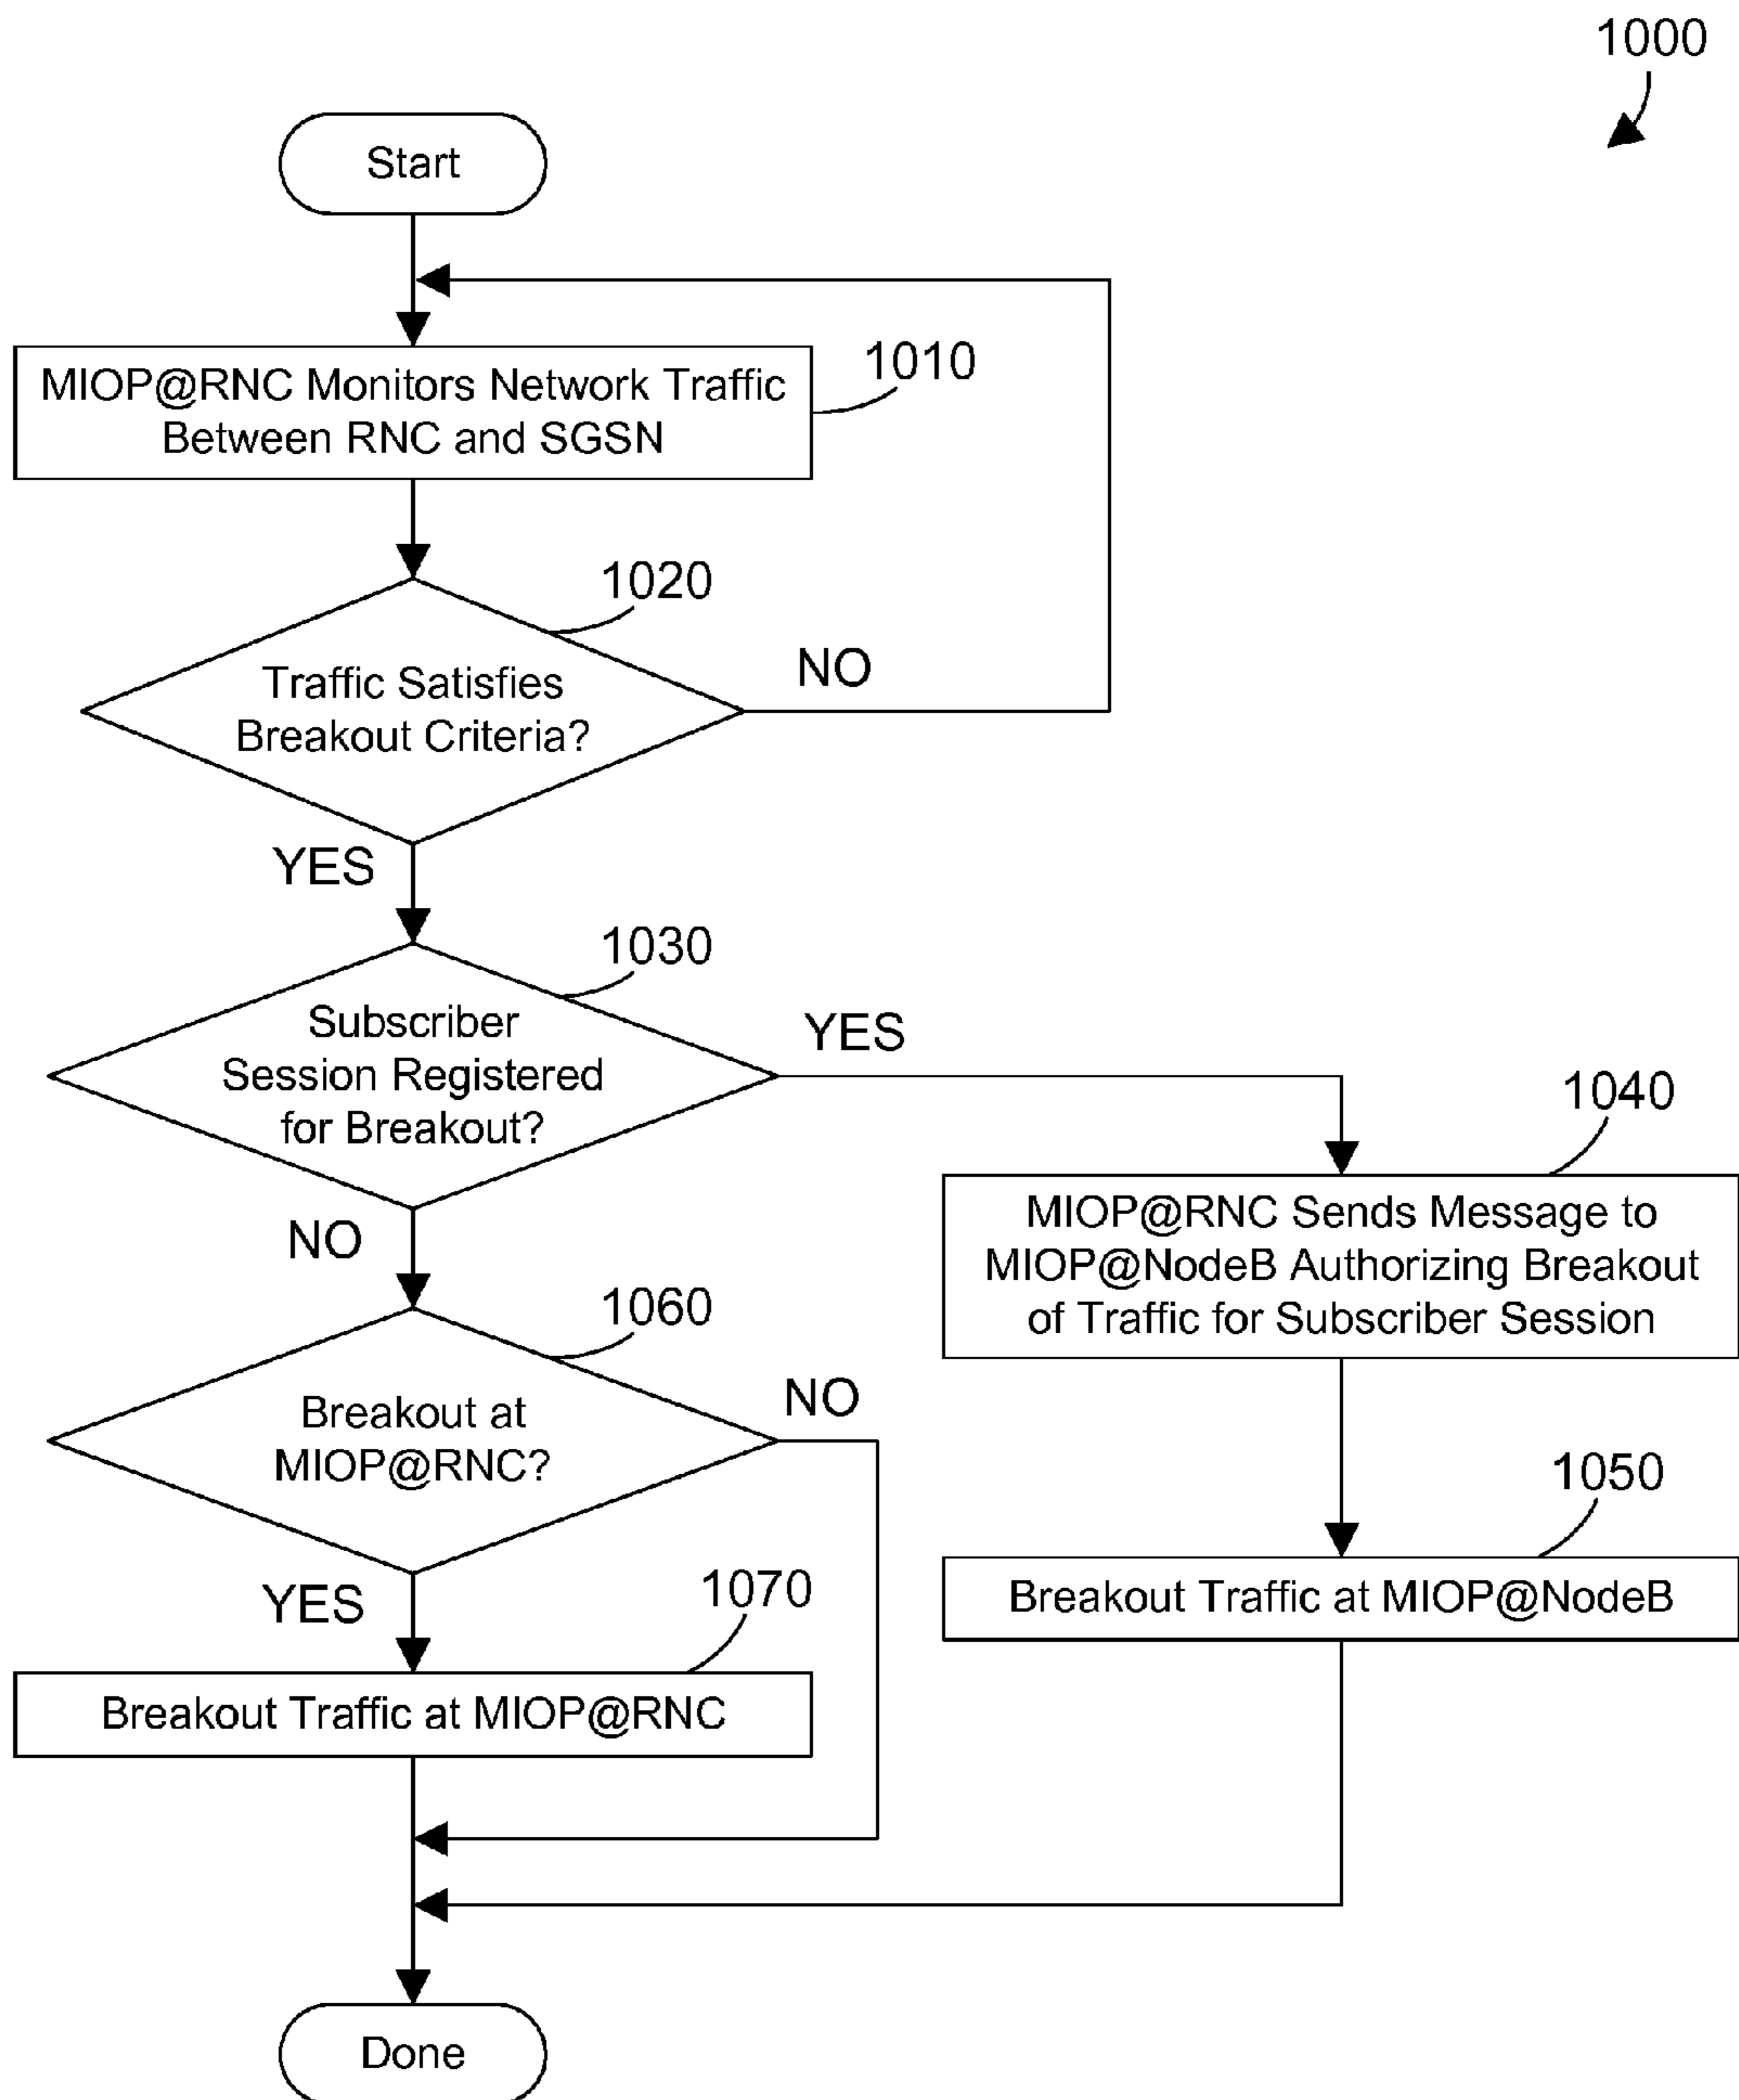 1000
Start
MIOP@RNC Monitors Network Traffic
Between RNC and SGSN
1010
1020
Traffic Satisfies
Breakout Criteria?
NO
YES
1030
Subscriber
Session Registered
for Breakout?
YES
NO
1040
MIOP@RNC Sends Message to
MIOP@NodeB Authorizing Breakout
of Traffic for Subscriber Session
1060
Breakout at
MIOP@RNC?
NO
YES
1050
Breakout Traffic at MIOP@NodeB
1070
Breakout Traffic at MIOP@RNC
Done